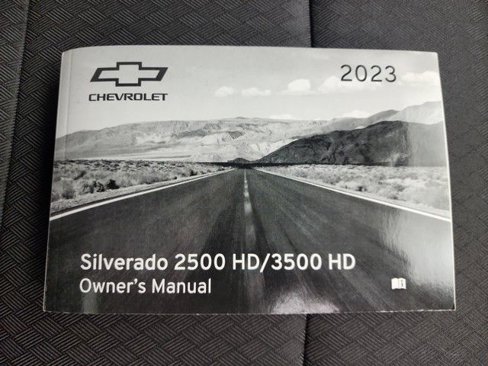 2023
CHEVROLET
Silverado 2500 HD/3500 HD
Owner's Manual